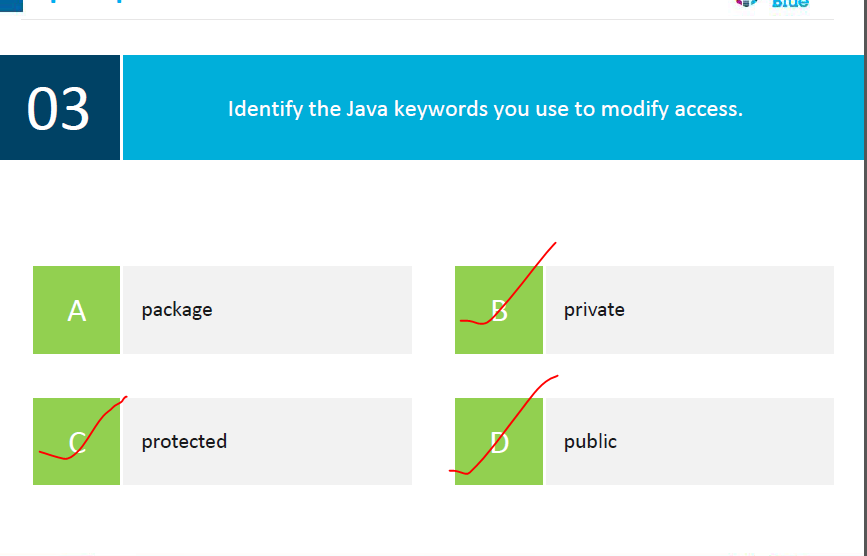 Blue
03
Identify the Java keywords you use to modify access.
A
package
B
private
C
protected
D
public